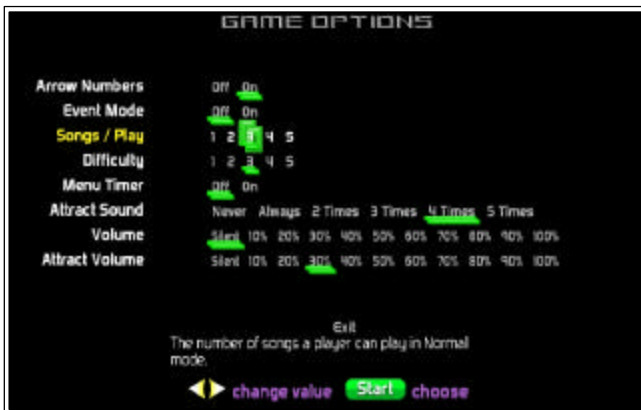 GAME OPTIONS
Arrow Numbers Off On
Event Mode Off On
Songs / Play 1 2 3 4 5
Difficulty 1 2 3 4 5
Menu Timer Off On
Attract Sound Never Always 2 Times 3 Times 4 Times 5 Times
Volume Silent 10% 20% 30% 40% 50% 60% 70% 80% 90% 100%
Attract Volume Silent 10% 20% 30% 40% 50% 60% 70% 80% 90% 100%
Exit
The number of songs a player can play in Normal
mode.
change value Start choose